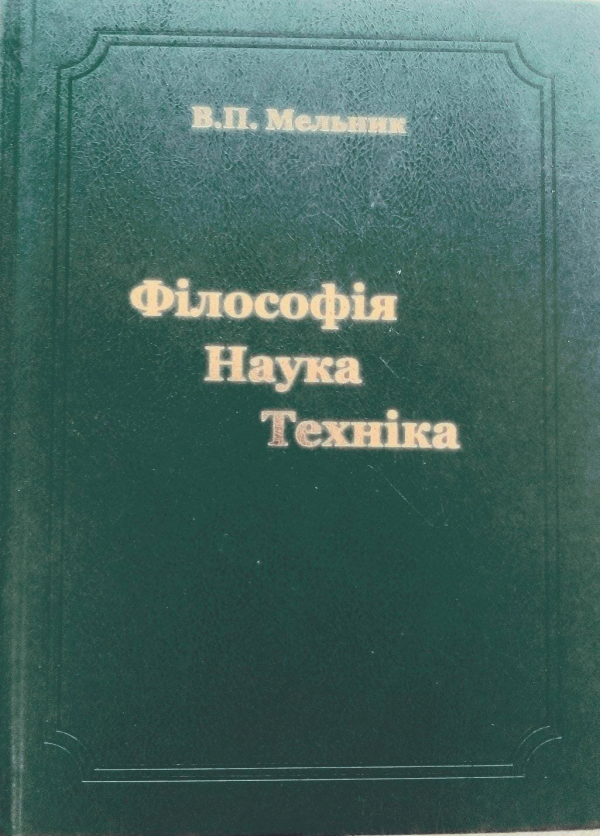 В.П. Мельник
Філософія
Наука
Техніка